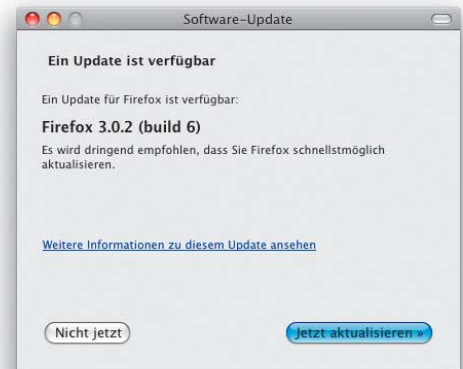 Software-Update
Ein Update ist verfügbar
Ein Update für Firefox ist verfügbar:
Firefox 3.0.2 (build 6)
Es wird dringend empfohlen, dass Sie Firefox schnellstmöglich
aktualisieren.
Weitere Informationen zu diesem Update ansehen
Nicht jetzt
Jetzt aktualisieren »